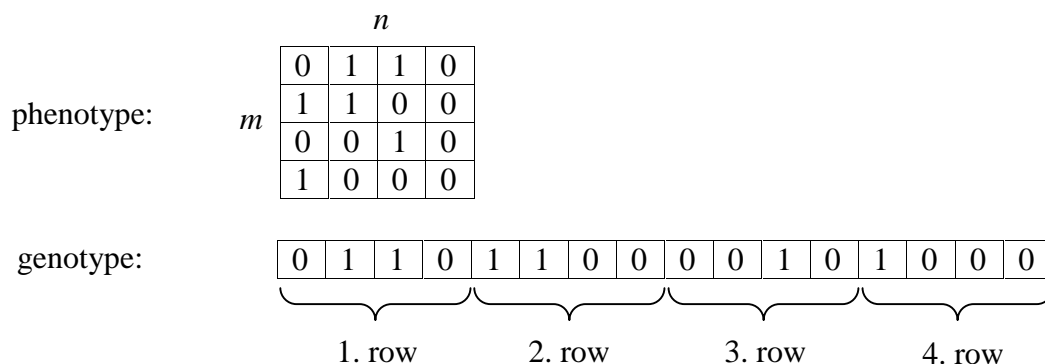 n
0 1 1 0
phenotype: m 1 1 0 0
0 0 1 0
1 0 0 0
genotype: 0 1 1 0 1 1 0 0 0 0 1 0 1 0 0 0
1. row 2. row 3. row 4. row